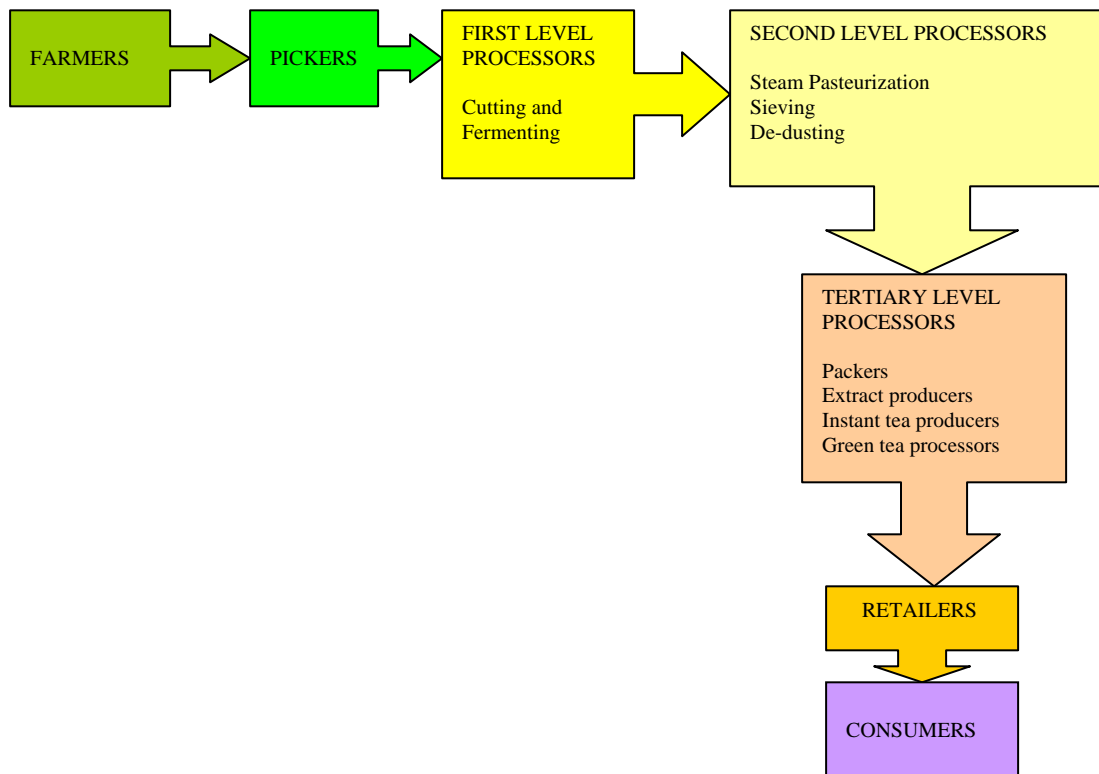 FARMERS
PICKERS
FIRST LEVEL
PROCESSORS
Cutting and
Fermenting
SECOND LEVEL PROCESSORS
Steam Pasteurization
Sieving
De-dusting
TERTIARY LEVEL
PROCESSORS
Packers
Extract producers
Instant tea producers
Green tea processors
RETAILERS
CONSUMERS